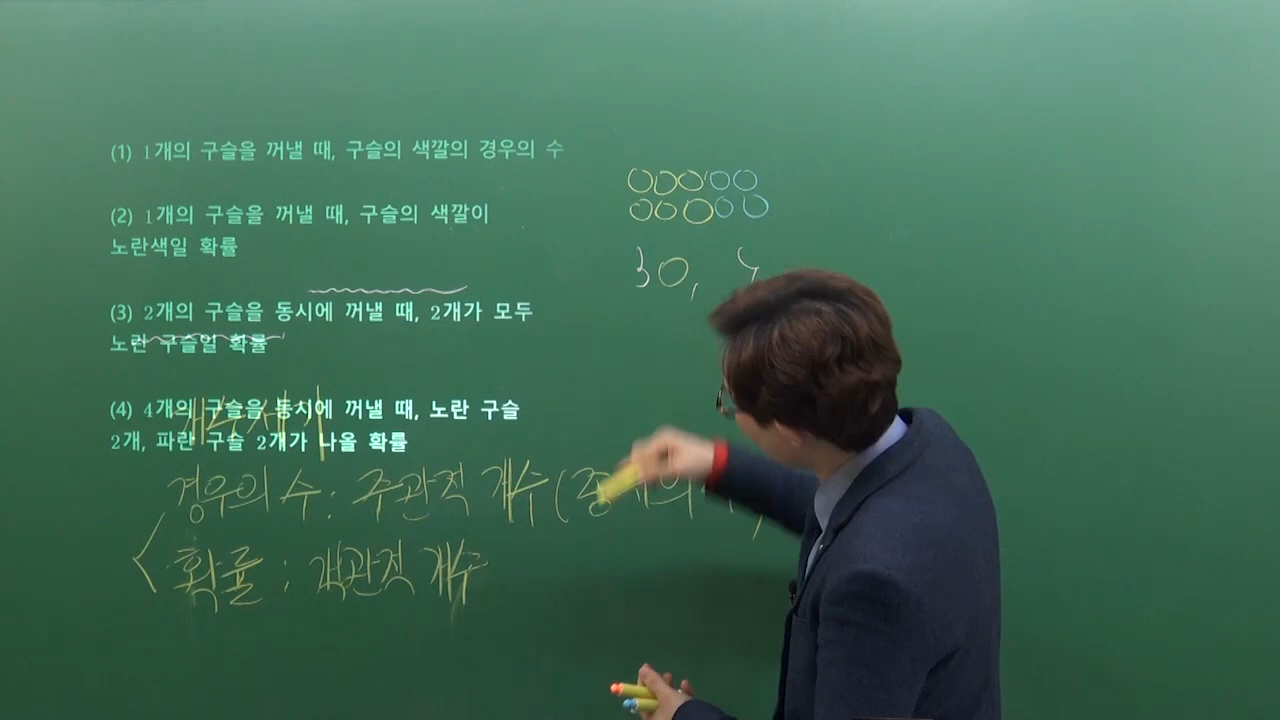 (1) 1개의 구슬을 꺼낼 때, 구슬의 색깔의 경우의 수
(2) 1개의 구슬을 꺼낼 때, 구슬의 색깔이
노란색일 확률
(3) 2개의 구슬을 동시에 꺼낼 때, 2개가 모두
노란 구슬일 확률
(4) 4개의 구슬을 동시에 꺼낼 때, 노란 구슬
2개, 파란 구슬 2개가 나올 확률
개수세기
경우의 수 : 주관적 개수 (
확률 : 객관적 개수